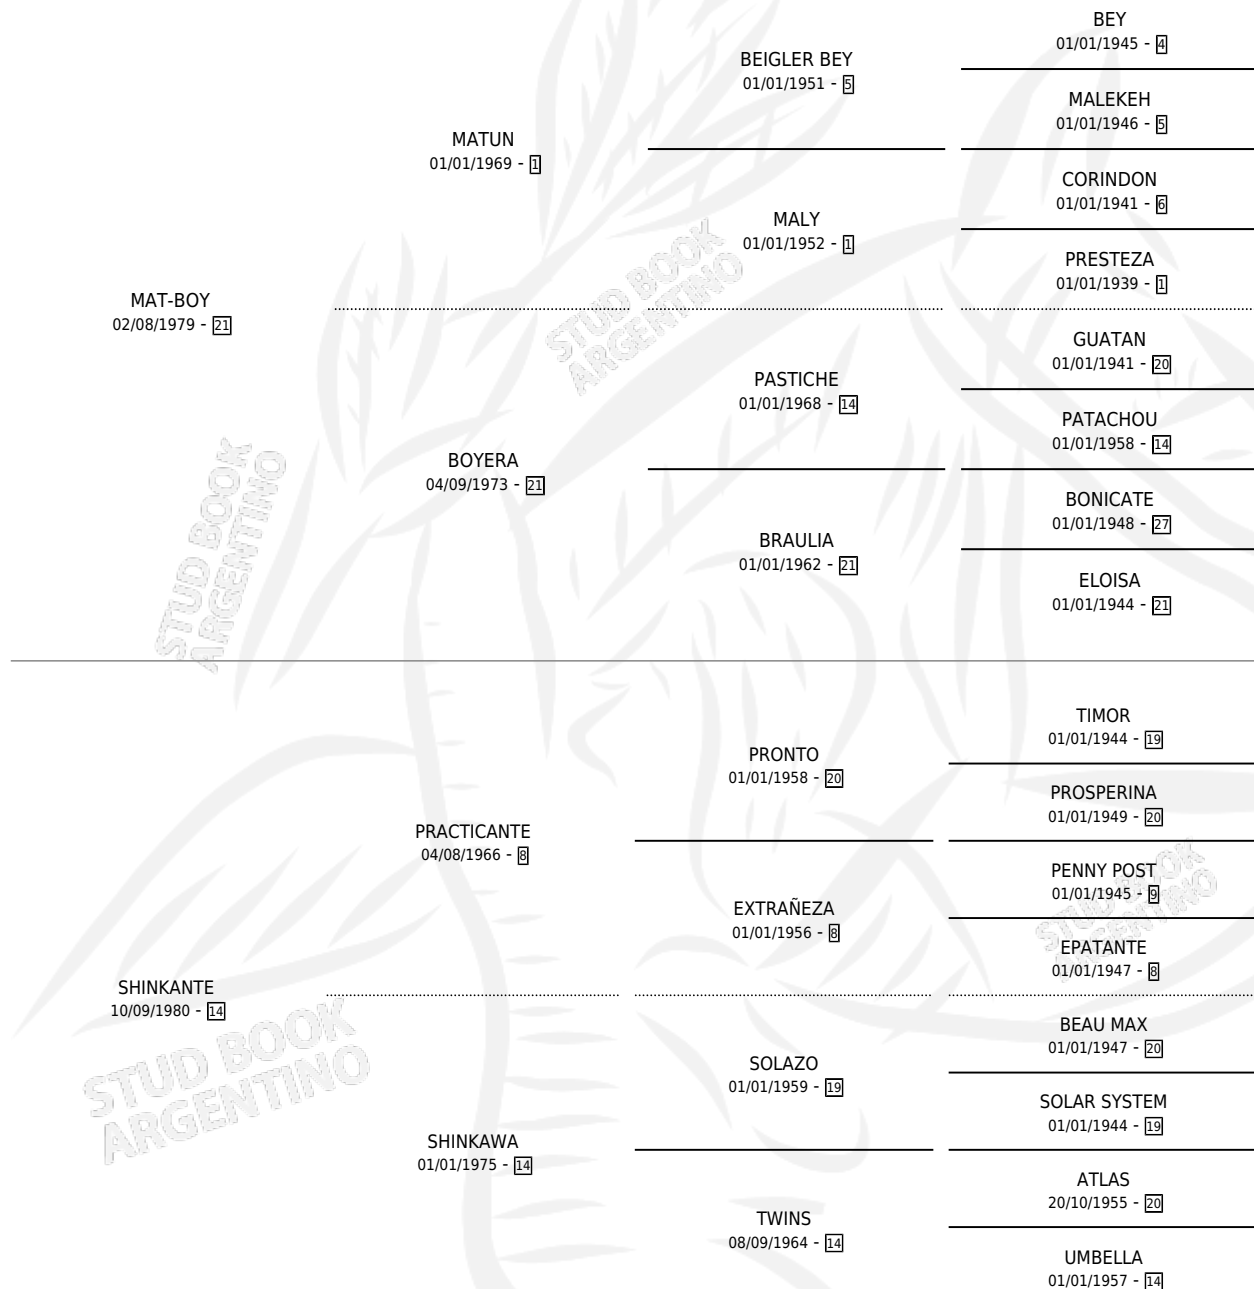 BEY
01/01/1945 - 4
BEIGLER BEY
01/01/1951 - 5
MALEKEH
01/01/1946 - 5
MATUN
01/01/1969 - 1
CORINDON
01/01/1941 - 6
MALY
01/01/1952 - 1
PRESTEZA
01/01/1939 - 1
MAT-BOY
02/08/1979 - 21
GUATAN
01/01/1941 - 20
PASTICHE
01/01/1968 - 14
PATACHOU
01/01/1958 - 14
BOYERA
04/09/1973 - 21
BONICATE
01/01/1948 - 27
BRAULIA
01/01/1962 - 21
ELOISA
01/01/1944 - 21
TIMOR
01/01/1944 - 19
PRONTO
01/01/1958 - 20
PROSPERINA
01/01/1949 - 20
PRACTICANTE
04/08/1966 - 8
PENNY POST
01/01/1945 - 9
EXTRAÑEZA
01/01/1956 - 8
EPATANTE
01/01/1947 - 8
SHINKANTE
10/09/1980 - 14
BEAU MAX
01/01/1947 - 20
SOLAZO
01/01/1959 - 19
SOLAR SYSTEM
01/01/1944 - 19
SHINKAWA
01/01/1975 - 14
ATLAS
20/10/1955 - 20
TWINS
08/09/1964 - 14
UMBELLA
01/01/1957 - 14
STUD BOOK
ARGENTINO
STUD BOOK
ARGENTINO
STUD BOOK
ARGENTINO
STUD BOOK
ARGENTINO